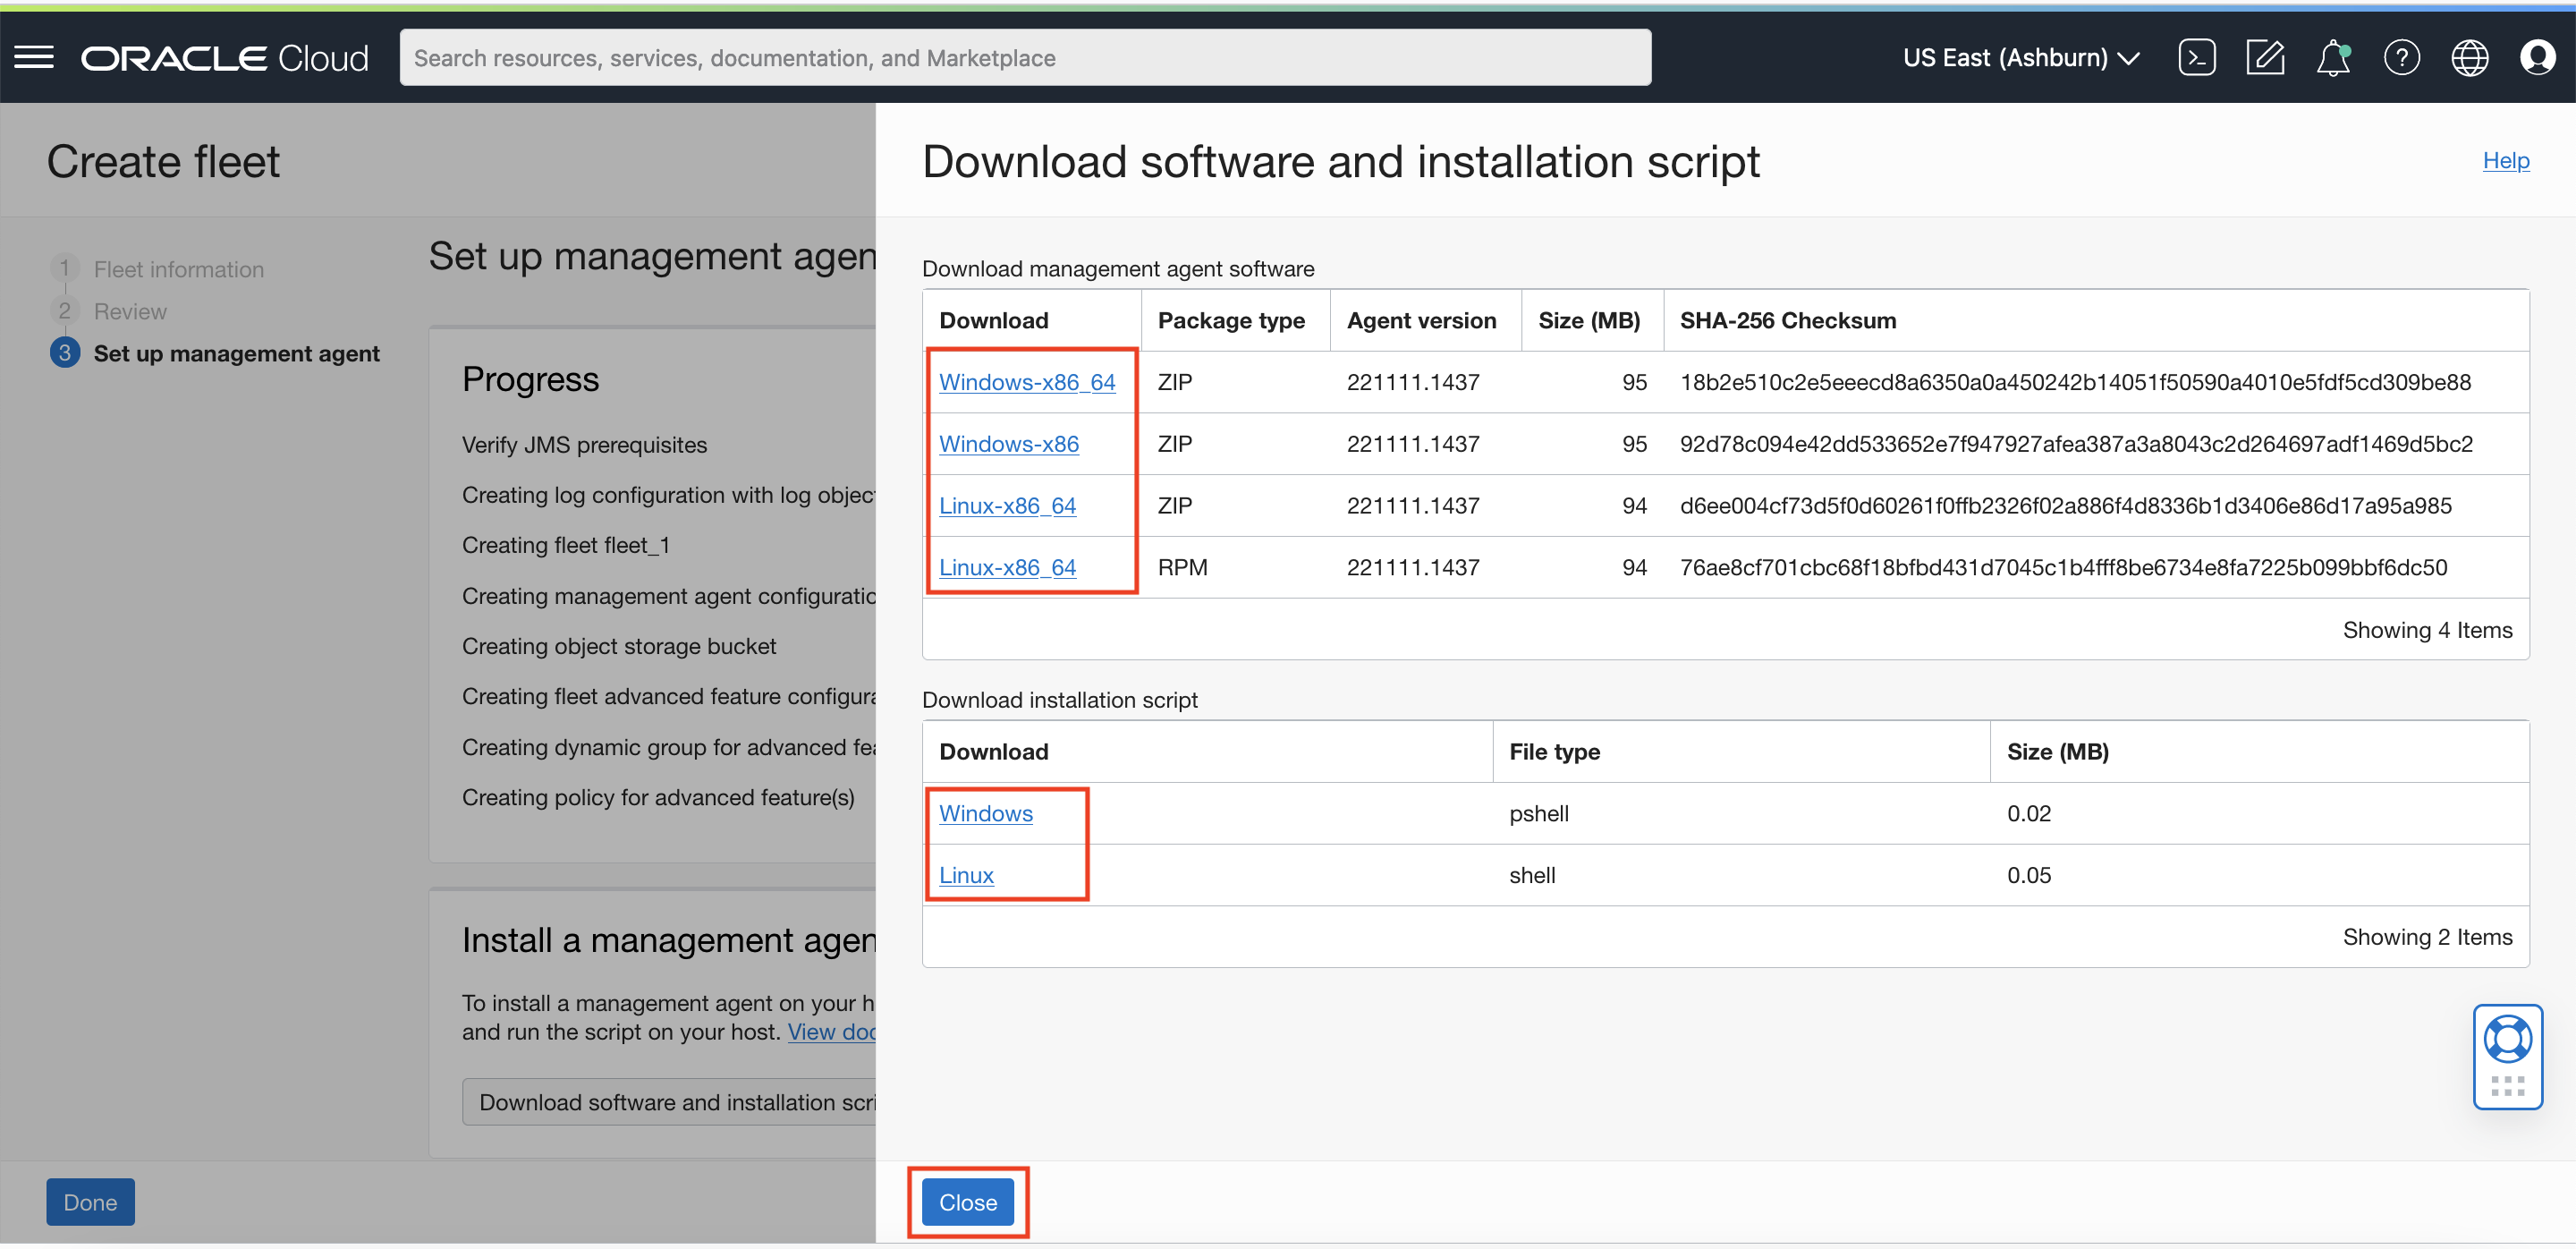 ORACLE Cloud
Search resources, services, documentation, and Marketplace
US East (Ashburn)
Create fleet
1 Fleet information
2 Review
3 Set up management agent
Set up management agen
Progress
Verify JMS prerequisites
Creating log configuration with log objec
Creating fleet fleet_1
Creating management agent configuratio
Creating object storage bucket
Creating fleet advanced feature configura
Creating dynamic group for advanced fea
Creating policy for advanced feature(s)
Install a management agen
To install a management agent on your h
and run the script on your host. View doc
Download software and installation scri
Done
Download software and installation script
Help
Download management agent software
Download Package type Agent version Size (MB) SHA-256 Checksum
Windows-x86_64 ZIP 221111.1437 95 18b2e510c2e5eeecd8a6350a0a450242b14051f50590a4010e5fdf5cd309be88
Windows-x86 ZIP 221111.1437 95 92d78c094e42dd533652e7f947927afea387a3a8043c2d264697adf1469d5bc2
Linux-x86_64 ZIP 221111.1437 94 d6ee004cf73d5f0d60261f0ffb2326f02a886f4d8336b1d3406e86d17a95a985
Linux-x86_64 RPM 221111.1437 94 76ae8cf701cbc68f18bfbd431d7045c1b4fff8be6734e8fa7225b099bbf6dc50
Showing 4 Items
Download installation script
Download File type Size (MB)
Windows pshell 0.02
Linux shell 0.05
Showing 2 Items
Close